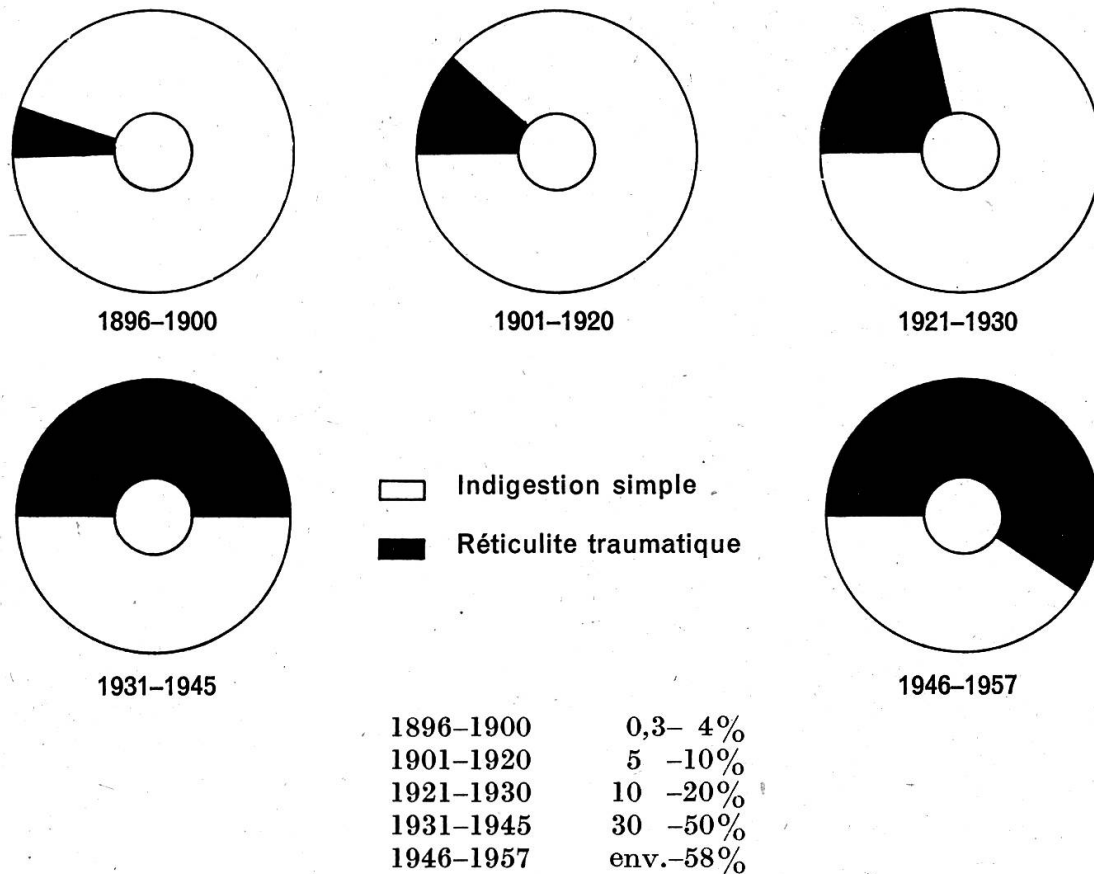 1896–1900
1901–1920
1921–1930
Indigestion simple
Réticulite traumatique
1931–1945
1946–1957
1896–1900 0,3– 4%
1901–1920 5 –10%
1921–1930 10 –20%
1931–1945 30 –50%
1946–1957 env.–58%